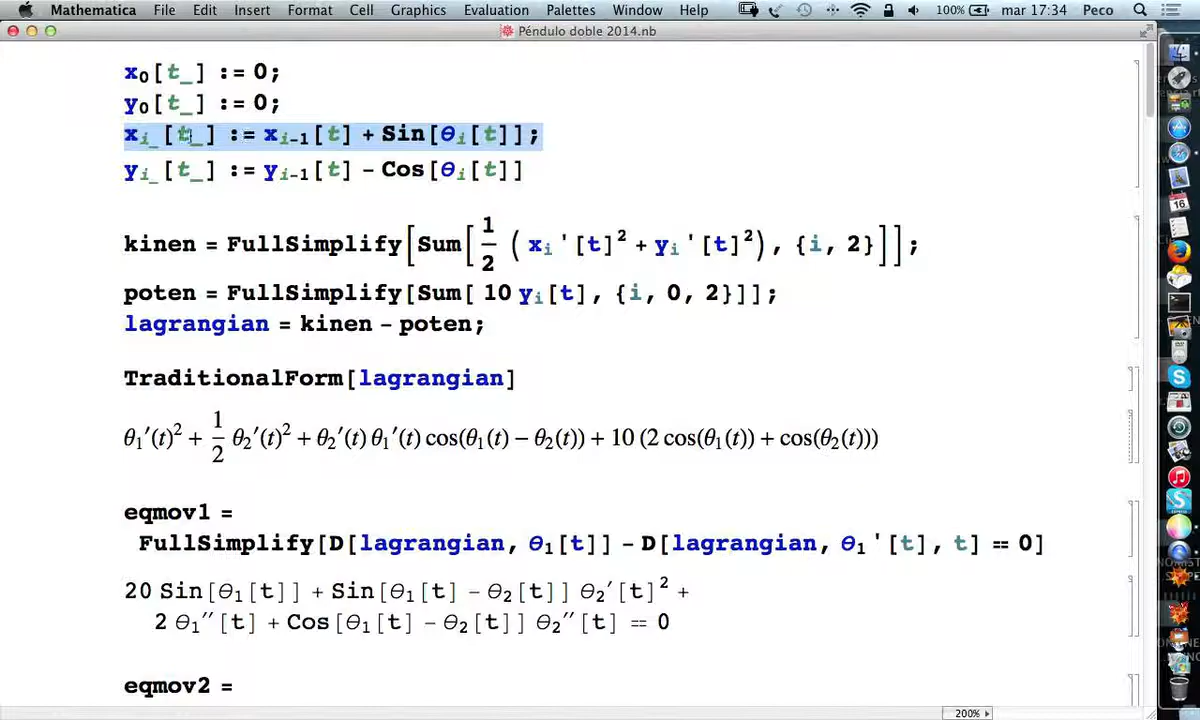 Mathematica File Edit Insert Format Cell Graphics Evaluation Palettes Window Help 100% mar 17:34 Peco
Péndulo doble 2014.nb
x₀[t_] := 0;
y₀[t_] := 0;
xᵢ_[t_] := xᵢ₋₁[t] + Sin[θᵢ[t]];
yᵢ_[t_] := yᵢ₋₁[t] - Cos[θᵢ[t]]
kinen = FullSimplify[Sum[1/2 (xᵢ'[t]² + yᵢ'[t]²), {i, 2}]];
poten = FullSimplify[Sum[ 10 yᵢ[t], {i, 0, 2}]];
lagrangian = kinen - poten;
TraditionalForm[lagrangian]
θ₁′(t)² + 1/2 θ₂′(t)² + θ₂′(t) θ₁′(t) cos(θ₁(t) − θ₂(t)) + 10 (2 cos(θ₁(t)) + cos(θ₂(t)))
eqmov1 =
FullSimplify[D[lagrangian, θ₁[t]] - D[lagrangian, θ₁'[t], t] == 0]
20 Sin[θ₁[t]] + Sin[θ₁[t] - θ₂[t]] θ₂′[t]² +
2 θ₁″[t] + Cos[θ₁[t] - θ₂[t]] θ₂″[t] == 0
eqmov2 =
200%